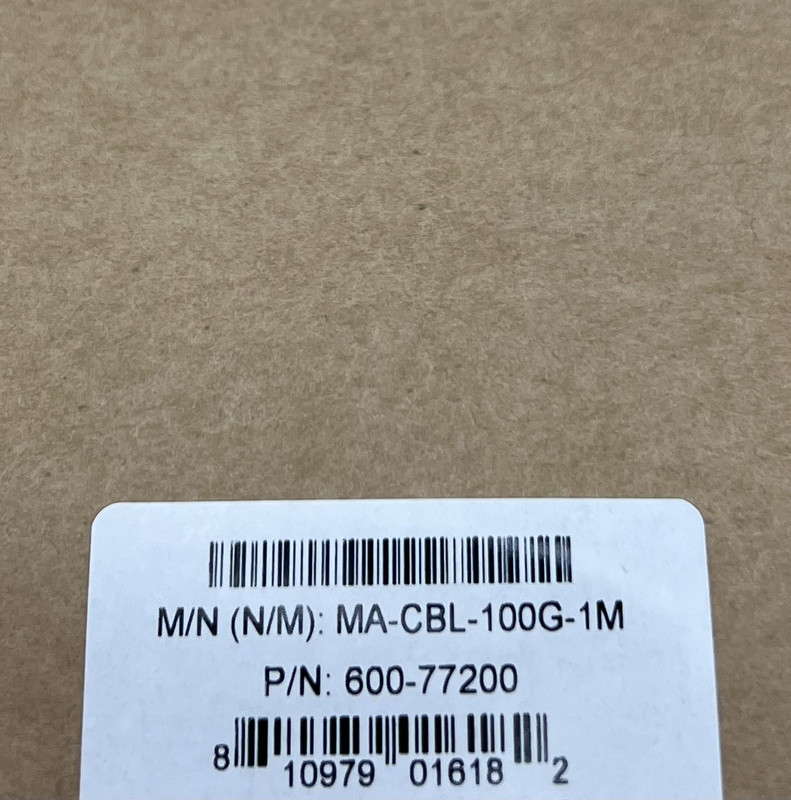 M/N (N/M): MA-CBL-100G-1M
P/N: 600-77200
8 10979 01618 2